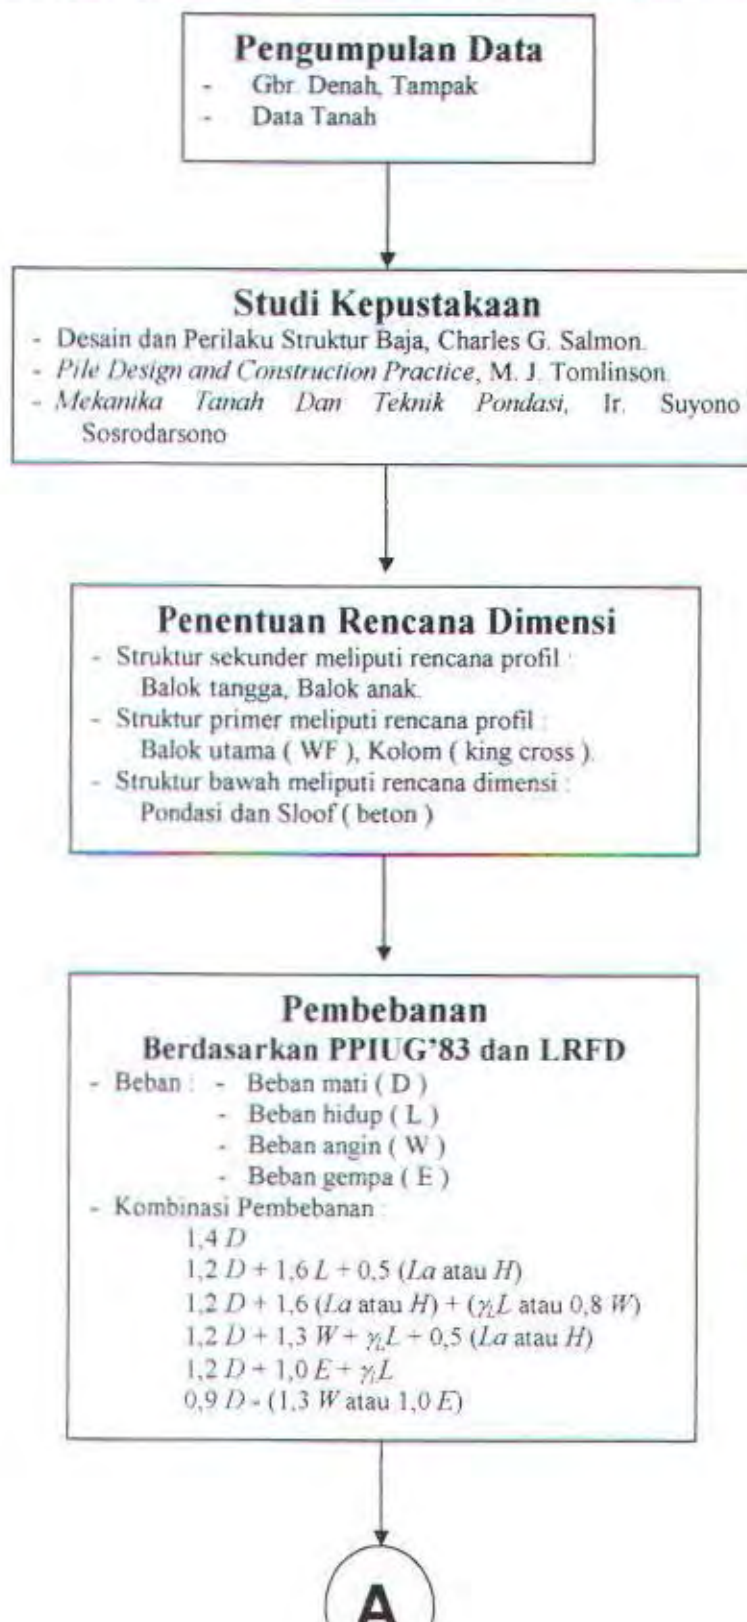 Pengumpulan Data
- Gbr. Denah, Tampak
- Data Tanah
Studi Kepustakaan
- Desain dan Perilaku Struktur Baja, Charles G. Salmon.
- Pile Design and Construction Practice, M. J. Tomlinson.
- Mekanika Tanah Dan Teknik Pondasi, Ir. Suyono
Sosrodarsono
Penentuan Rencana Dimensi
- Struktur sekunder meliputi rencana profil :
Balok tangga, Balok anak.
- Struktur primer meliputi rencana profil :
Balok utama ( WF ), Kolom ( king cross ).
- Struktur bawah meliputi rencana dimensi :
Pondasi dan Sloof ( beton )
Pembebanan
Berdasarkan PPIUG'83 dan LRFD
- Beban : - Beban mati ( D )
- Beban hidup ( L )
- Beban angin ( W )
- Beban gempa ( E )
- Kombinasi Pembebanan :
1,4 D
1,2 D + 1,6 L + 0,5 (La atau H)
1,2 D + 1,6 (La atau H) + (γL L atau 0,8 W)
1,2 D + 1,3 W + γL L + 0,5 (La atau H)
1,2 D + 1,0 E + γL L
0,9 D - (1,3 W atau 1,0 E)
A